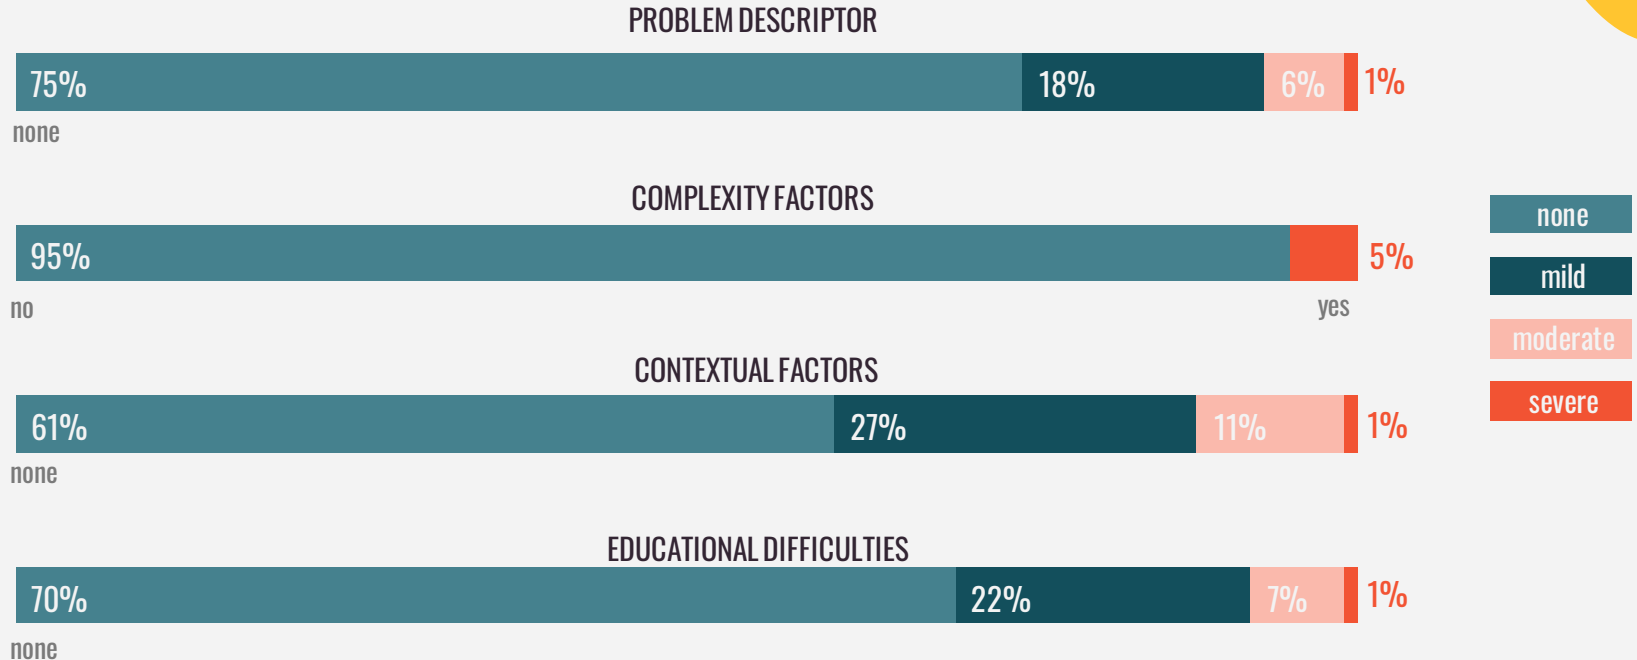 PROBLEM DESCRIPTOR
75% 18% 6% 1%
none
COMPLEXITY FACTORS
95% 5%
no yes
CONTEXTUAL FACTORS
61% 27% 11% 1%
none
EDUCATIONAL DIFFICULTIES
70% 22% 7% 1%
none
none
mild
moderate
severe